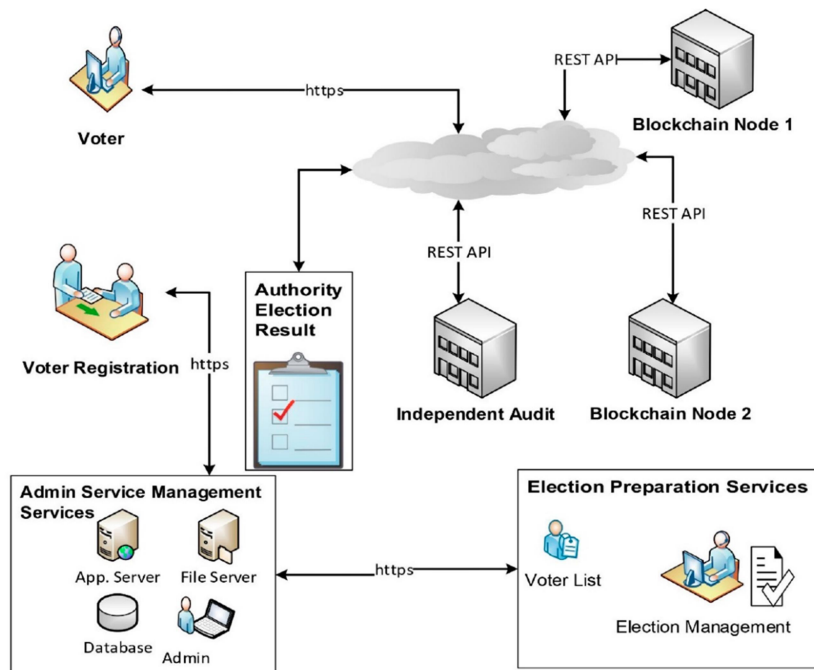 https
Voter
REST API
Blockchain Node 1
REST API
REST API
Authority
Election
Result
Voter Registration
https
Independent Audit
Blockchain Node 2
Admin Service Management
Services
App. Server
File Server
Database
Admin
https
Election Preparation Services
Voter List
Election Management